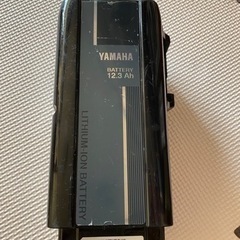 YAMAHA
BATTERY
12.3 Ah
LITHIUM-ION BATTERY